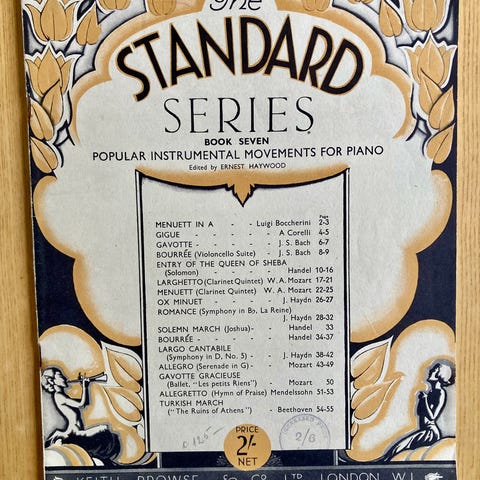 The
STANDARD
SERIES
BOOK SEVEN
POPULAR INSTRUMENTAL MOVEMENTS FOR PIANO
Edited by ERNEST HAYWOOD
Page
MENUETT IN A - - Luigi Boccherini 2-3
GIGUE - - - - - A Corelli 4-5
GAVOTTE - - - - J. S. Bach 6-7
BOURRÉE (Violoncello Suite) - J. S. Bach 8-9
ENTRY OF THE QUEEN OF SHEBA
(Solomon) - - - - Handel 10-16
LARGHETTO (Clarinet Quintet) W. A. Mozart 17-21
MENUETT (Clarinet Quintet) W. A. Mozart 22-25
OX MINUET - - - - J. Haydn 26-27
ROMANCE (Symphony in B♭, La Reine)
J. Haydn 28-32
SOLEMN MARCH (Joshua) - - Handel 33
BOURRÉE - - - - - Handel 34-37
LARGO CANTABILE
(Symphony in D, No. 5) - - J. Haydn 38-42
ALLEGRO (Serenade in G) - - Mozart 43-49
GAVOTTE GRACIEUSE
(Ballet, "Les petits Riens") - Mozart 50
ALLEGRETTO (Hymn of Praise) Mendelssohn 51-53
TURKISH MARCH
("The Ruins of Athens") - Beethoven 54-55
PRICE
2/-
NET
INCREASED PRICE
2/6
KEITH PROWSE & CO. LTD. LONDON W.1.